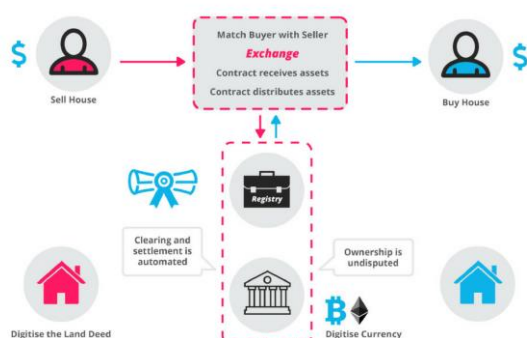 $
Sell House
Match Buyer with Seller
Exchange
Contract receives assets
Contract distributes assets
$
Buy House
Registry
Clearing and
settlement is
automated
Ownership is
undisputed
Digitise the Land Deed
Digitise Currency